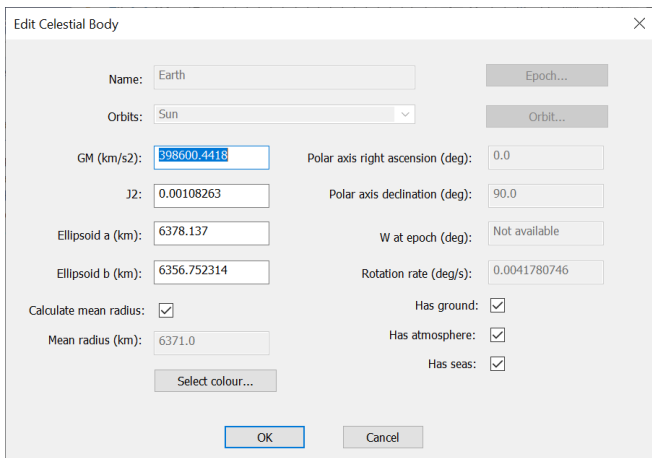 Edit Celestial Body
Name: Earth Epoch...
Orbits: Sun Orbit...
GM (km/s2): 398600.4418 Polar axis right ascension (deg): 0.0
J2: 0.00108263 Polar axis declination (deg): 90.0
Ellipsoid a (km): 6378.137 W at epoch (deg): Not available
Ellipsoid b (km): 6356.752314 Rotation rate (deg/s): 0.0041780746
Calculate mean radius: Has ground:
Mean radius (km): 6371.0 Has atmosphere:
Has seas:
Select colour...
OK Cancel